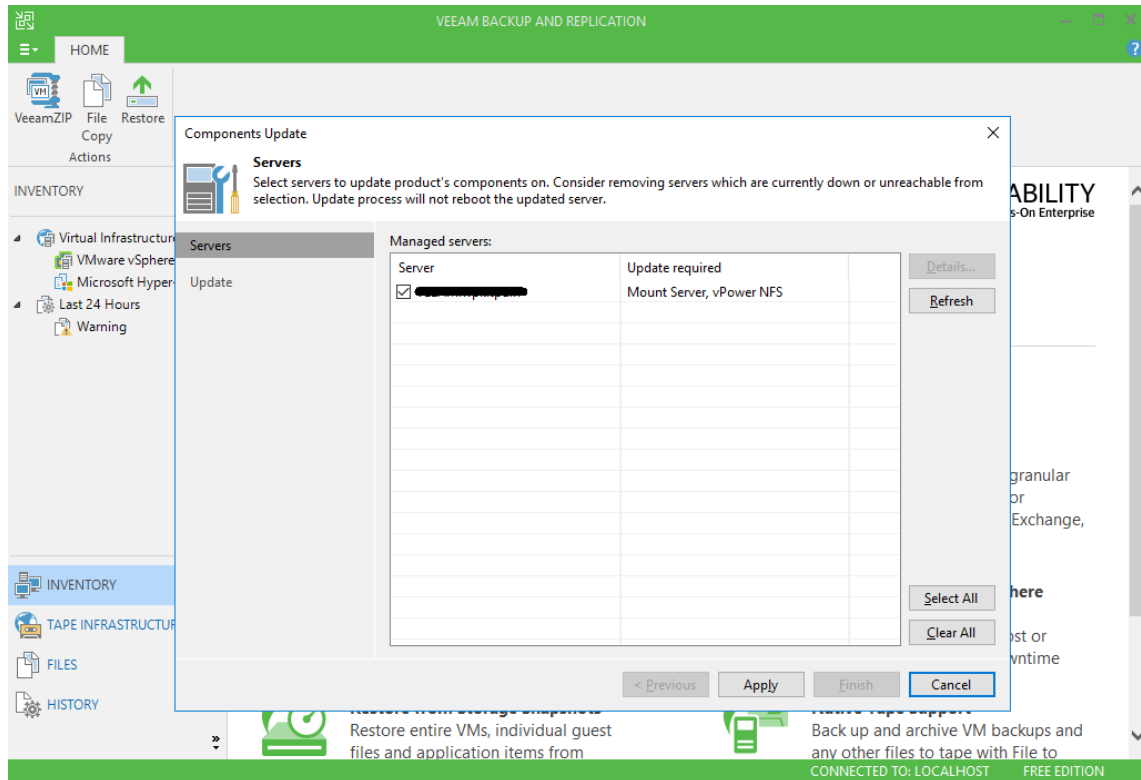 VEEAM BACKUP AND REPLICATION
HOME
VeeamZIP
File Copy
Restore
Actions
INVENTORY
Virtual Infrastructure
VMware vSphere
Microsoft Hyper-
Last 24 Hours
Warning
INVENTORY
TAPE INFRASTRUCTUR
FILES
HISTORY
Components Update
Servers
Select servers to update product's components on. Consider removing servers which are currently down or unreachable from
selection. Update process will not reboot the updated server.
Servers
Update
Managed servers:
Server
Update required
Mount Server, vPower NFS
Details...
Refresh
Select All
Clear All
< Previous
Apply
Finish
Cancel
ABILITY
s-On Enterprise
granular
or
Exchange,
here
ost or
wntime
Restore from Storage Snapshots
Restore entire VMs, individual guest
files and application items from
Native Tape Support
Back up and archive VM backups and
any other files to tape with File to
CONNECTED TO: LOCALHOST
FREE EDITION